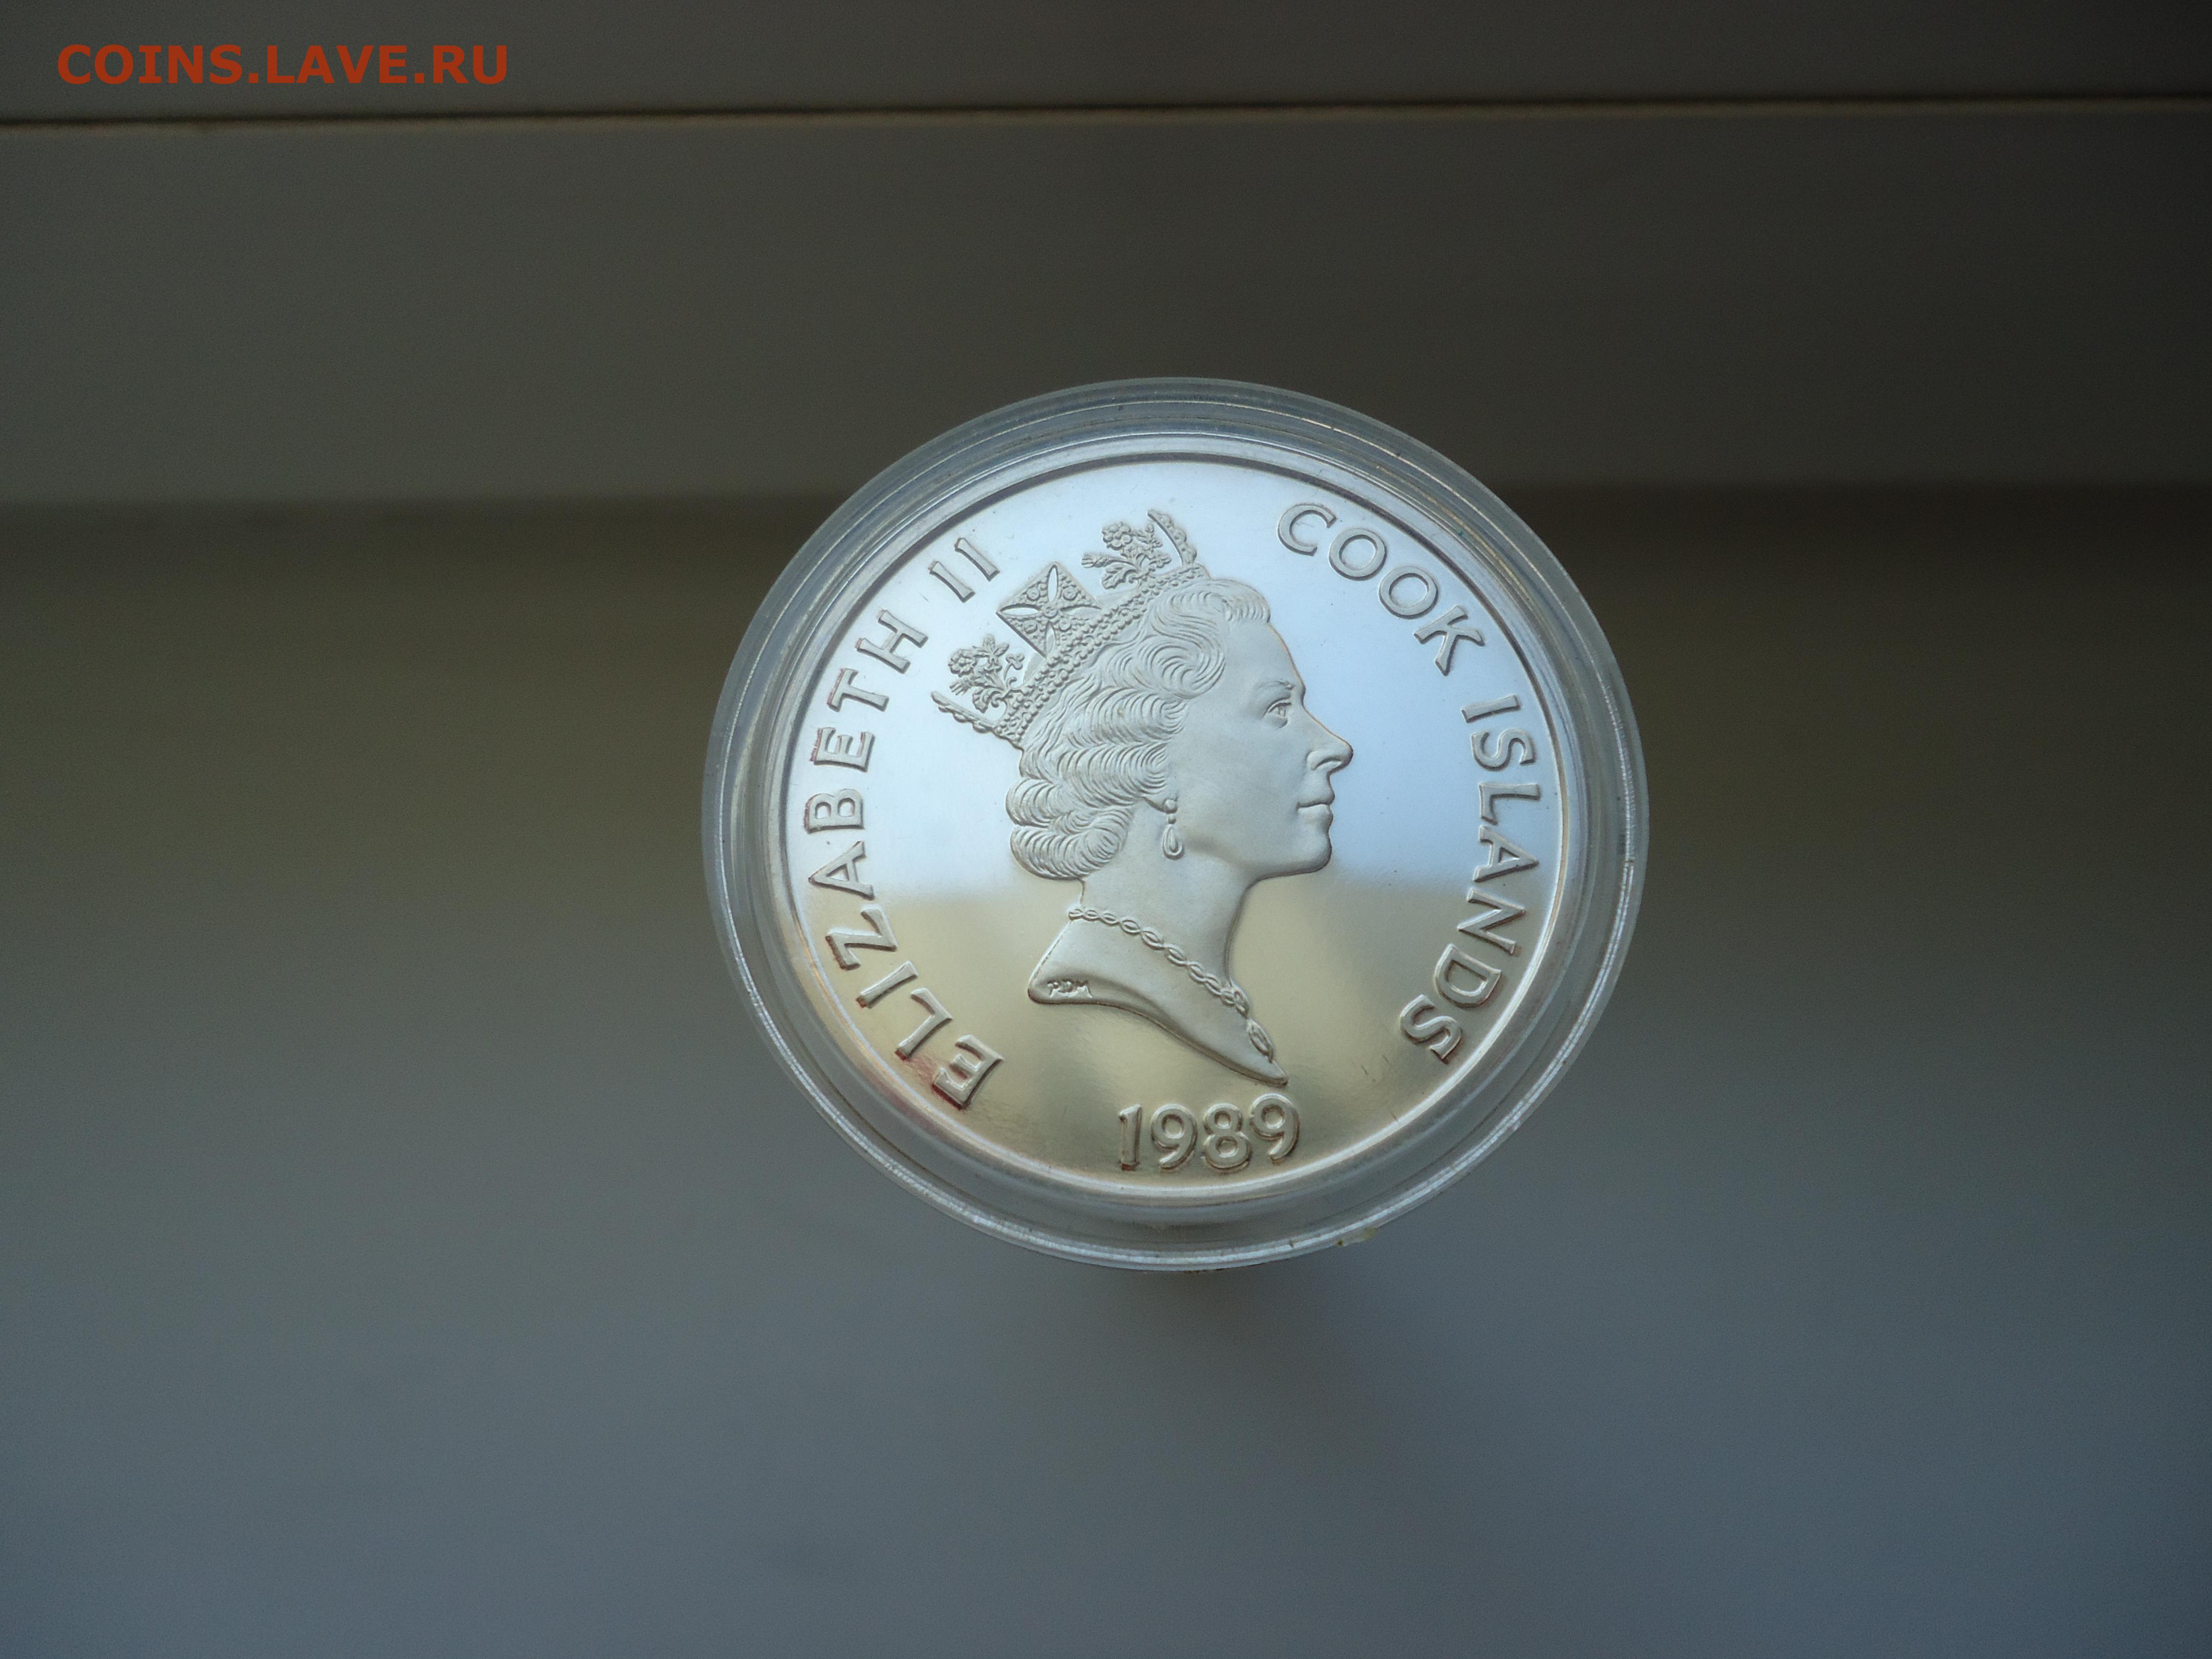 COINS.LAVE.RU
ELIZABETH II
COOK ISLANDS
RDM
1989